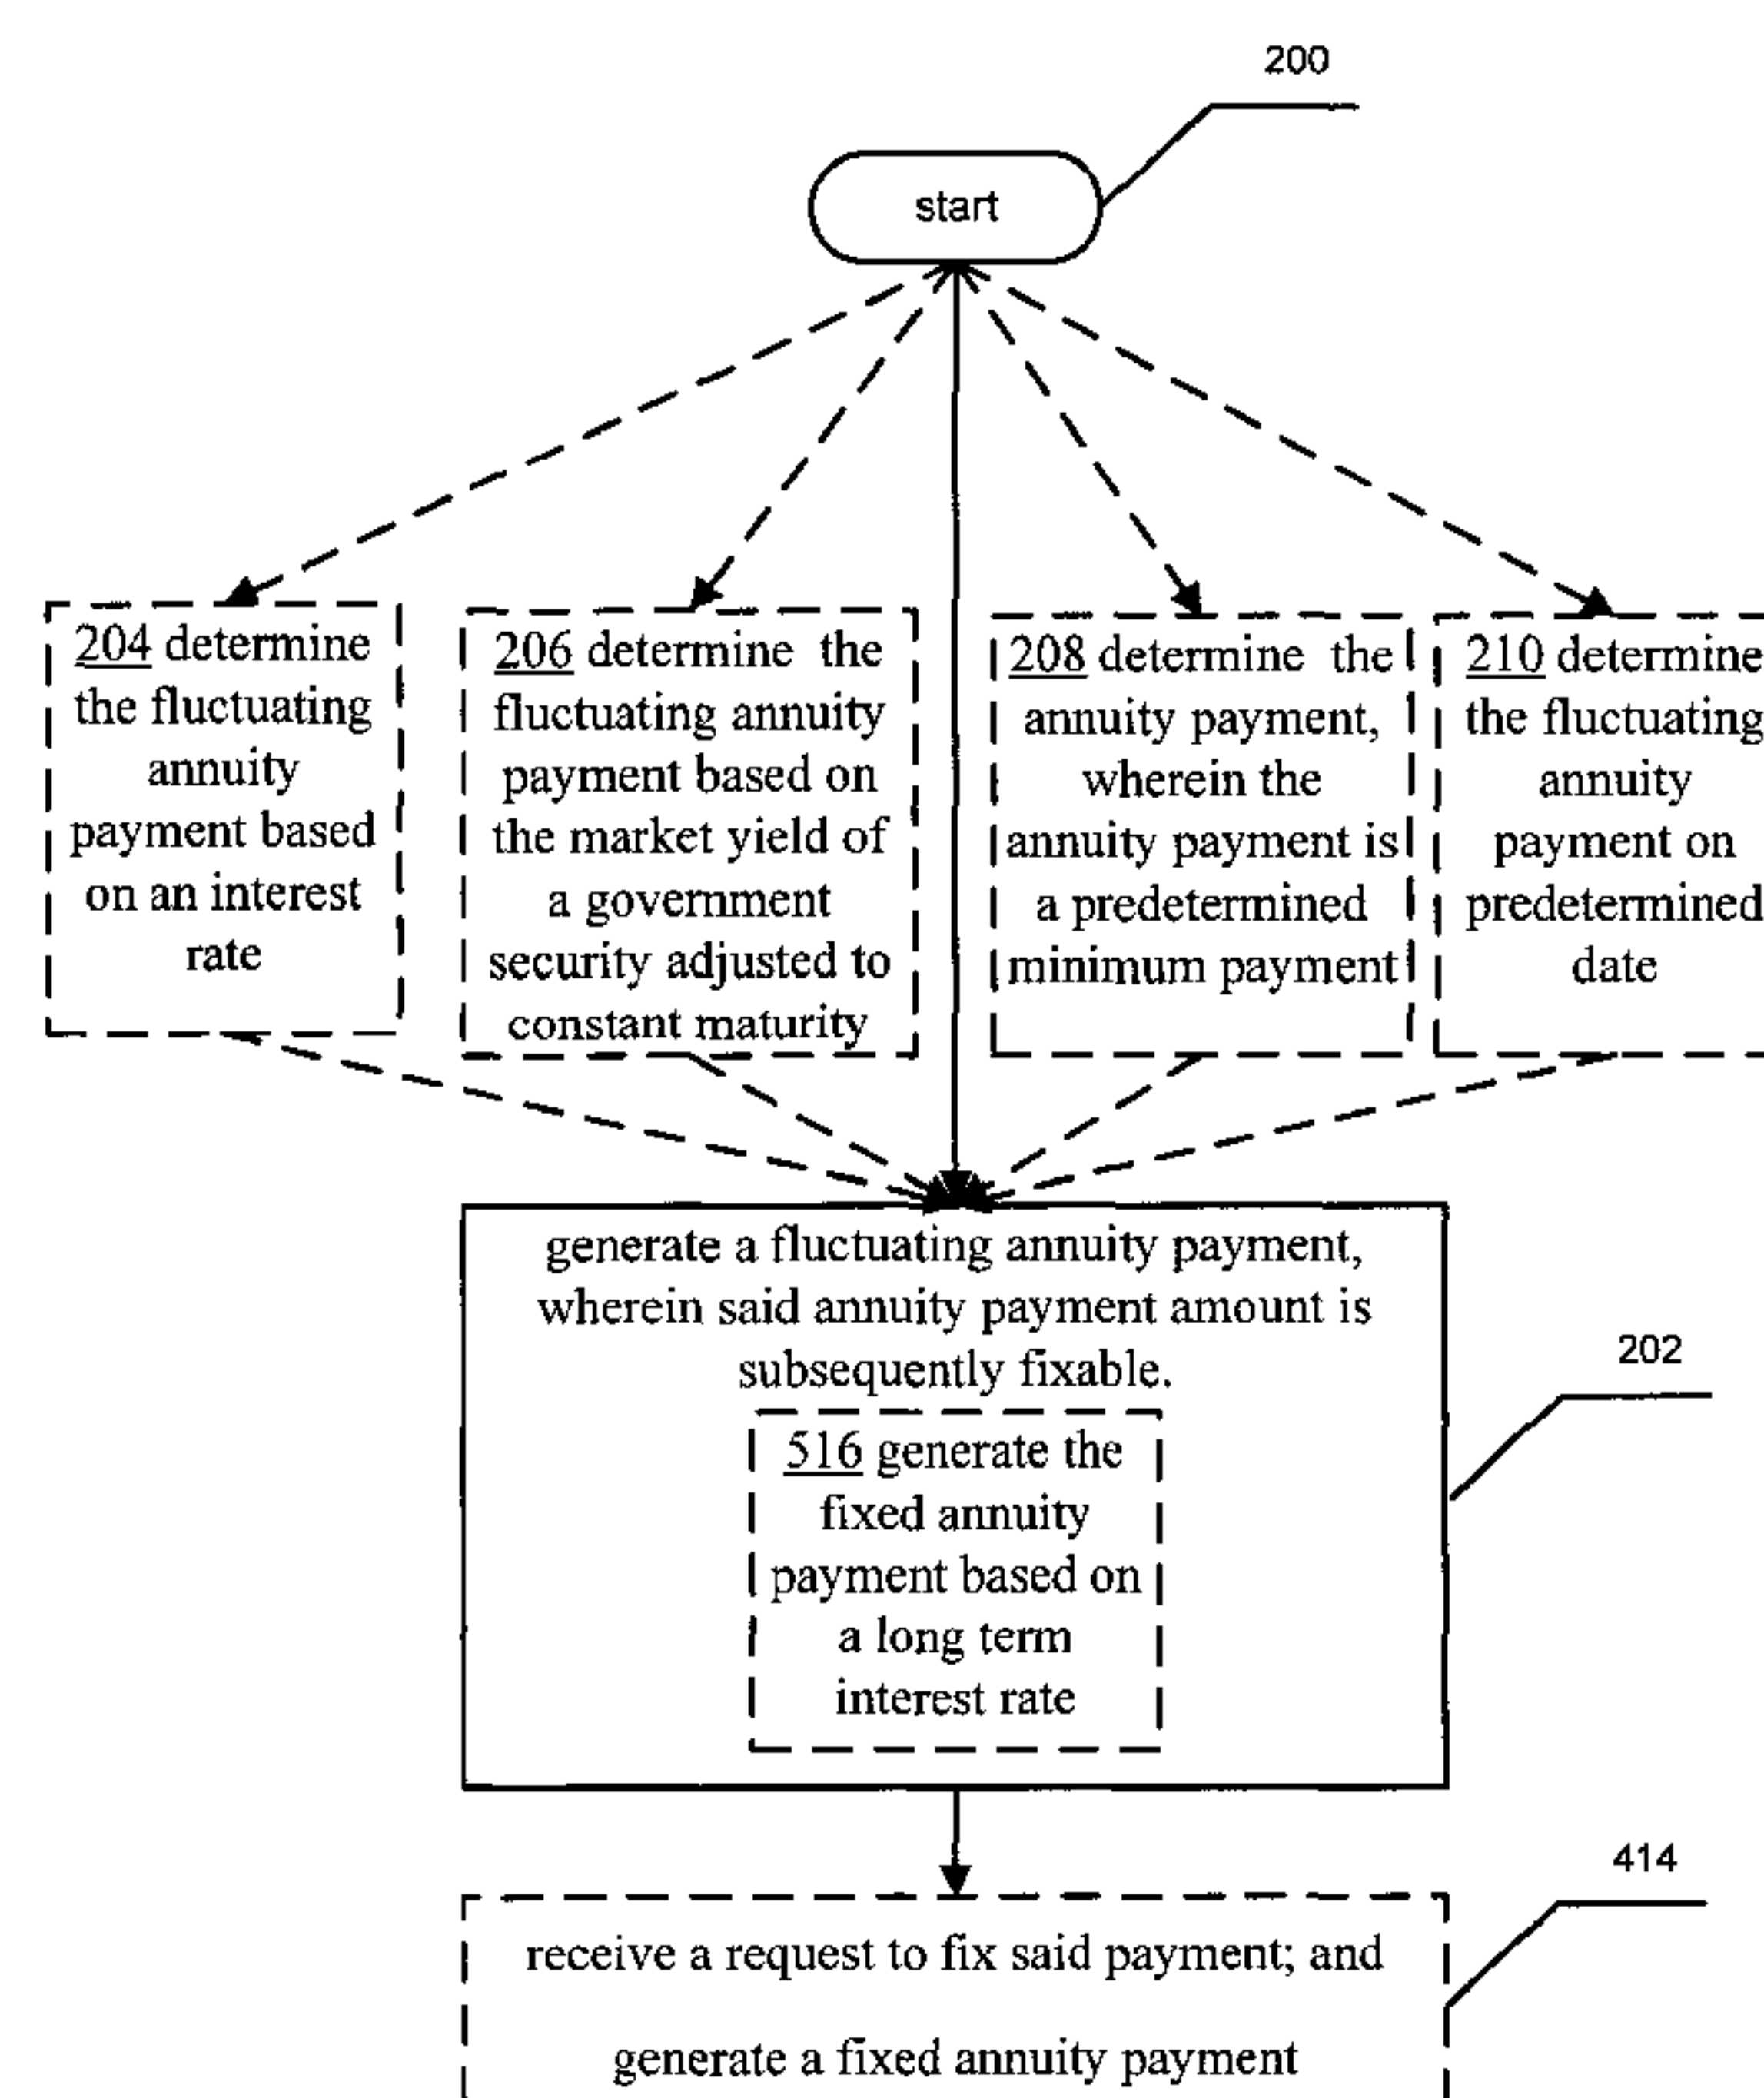 200
start
204 determine
the fluctuating
annuity
payment based
on an interest
rate
206 determine the
fluctuating annuity
payment based on
the market yield of
a government
security adjusted to
constant maturity
208 determine the
annuity payment,
wherein the
annuity payment is
a predetermined
minimum payment
210 determine
the fluctuating
annuity
payment on
predetermined
date
generate a fluctuating annuity payment,
wherein said annuity payment amount is
subsequently fixable.
202
516 generate the
fixed annuity
payment based on
a long term
interest rate
414
receive a request to fix said payment; and
generate a fixed annuity payment